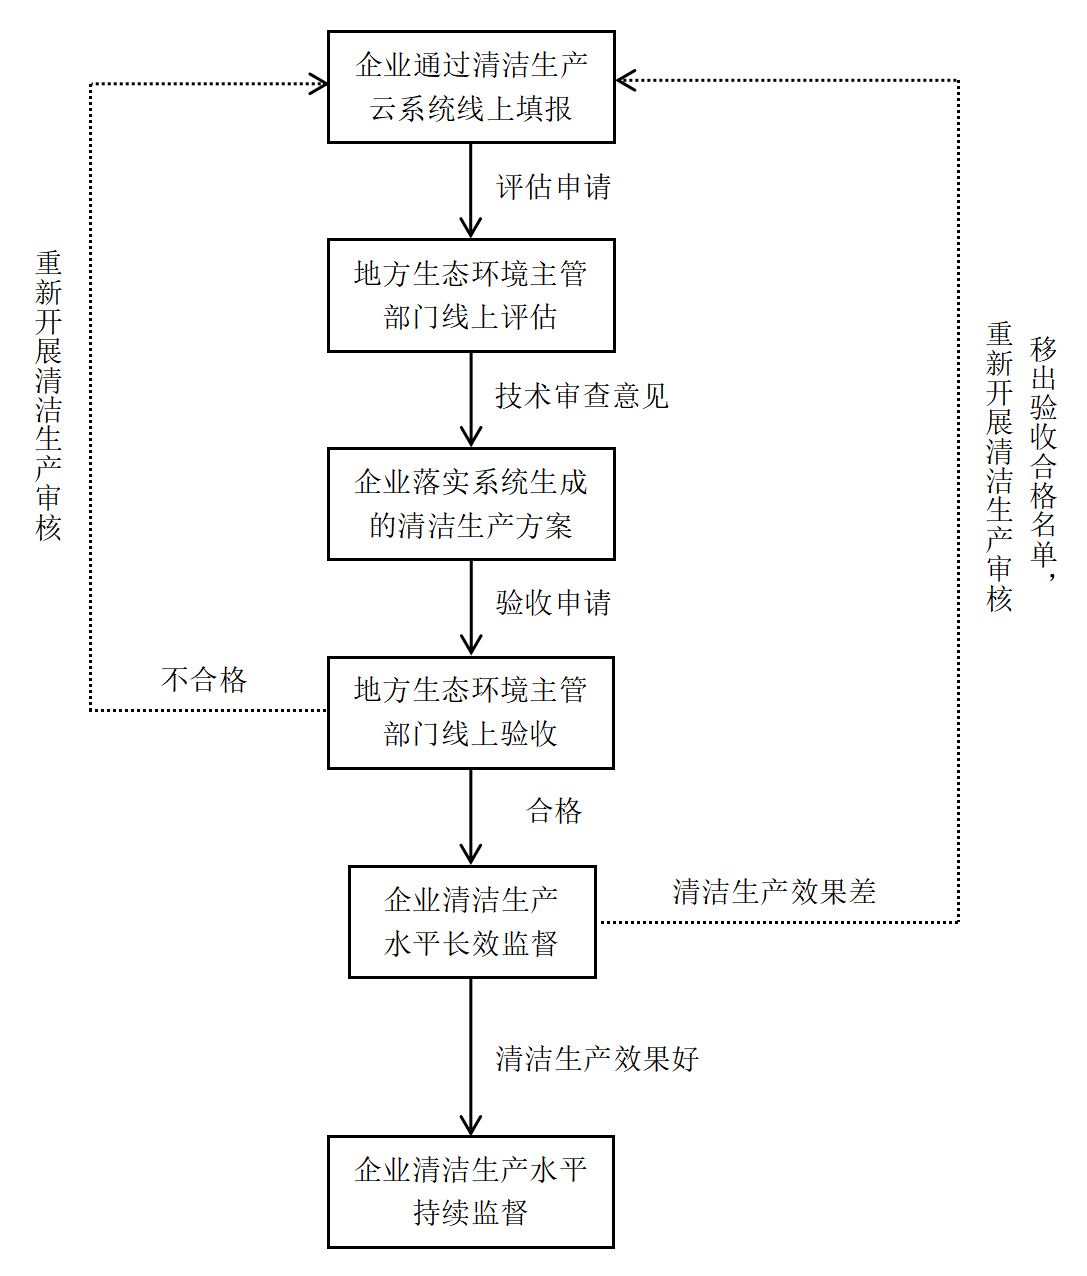 企业通过清洁生产
云系统线上填报
评估申请
地方生态环境主管
部门线上评估
技术审查意见
企业落实系统生成
的清洁生产方案
验收申请
地方生态环境主管
部门线上验收
不合格
重新开展清洁生产审核
合格
企业清洁生产
水平长效监督
清洁生产效果差
移出验收合格名单，
重新开展清洁生产审核
清洁生产效果好
企业清洁生产水平
持续监督